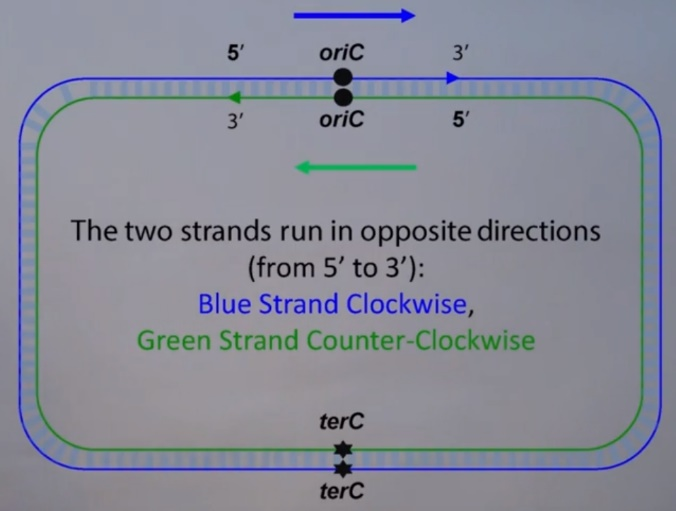 5′ oriC 3′
3′ oriC 5′
The two strands run in opposite directions
(from 5′ to 3′):
Blue Strand Clockwise,
Green Strand Counter-Clockwise
terC
terC